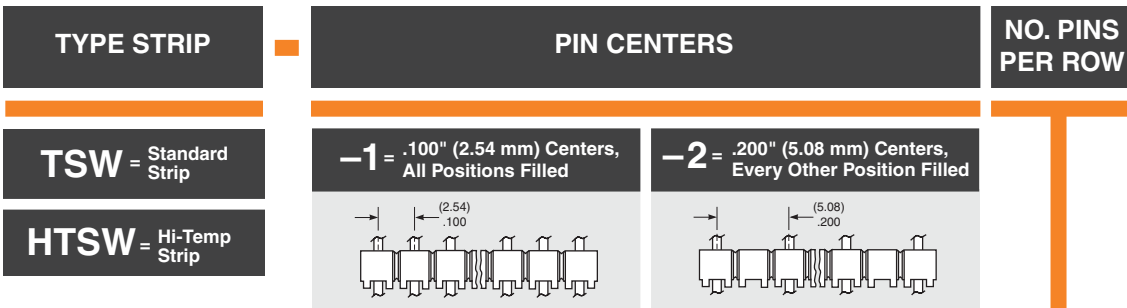 TYPE STRIP
PIN CENTERS
NO. PINS
PER ROW
TSW = Standard
Strip
HTSW = Hi-Temp
Strip
–1 = .100" (2.54 mm) Centers,
All Positions Filled
(2.54)
.100
–2 = .200" (5.08 mm) Centers,
Every Other Position Filled
(5.08)
.200